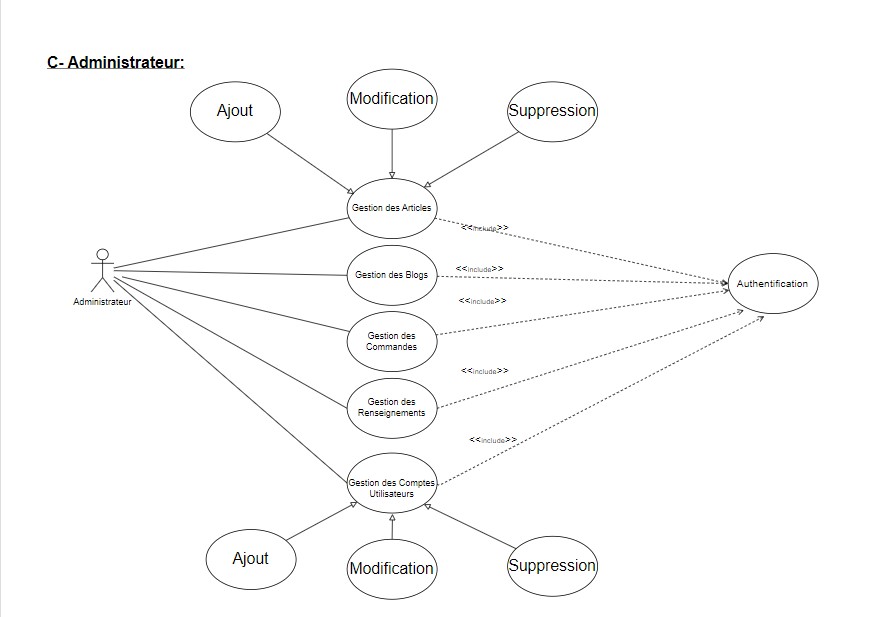 C- Administrateur:
Ajout
Modification
Suppression
Gestion des Articles
<<include>>
Gestion des Blogs
<<include>>
Authentification
Administrateur
<<include>>
Gestion des
Commandes
<<include>>
Gestion des
Renseignements
<<include>>
Gestion des Comptes
Utilisateurs
Ajout
Modification
Suppression